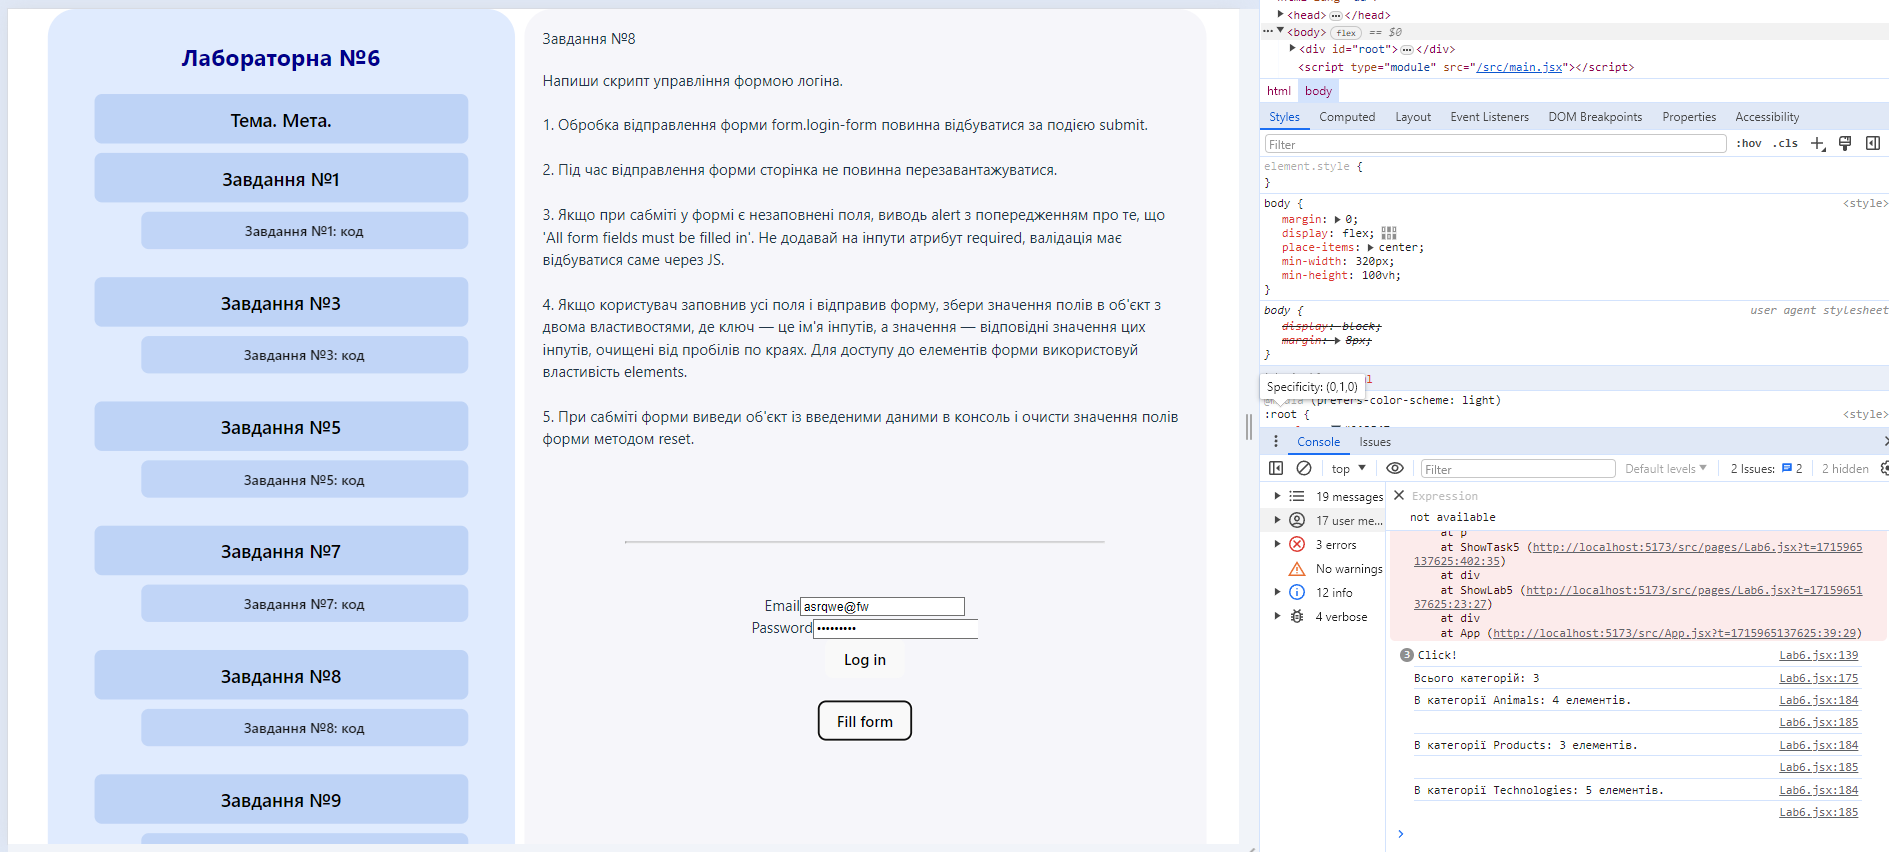 Лабораторна №6
Тема. Мета.
Завдання №1
Завдання №1: код
Завдання №3
Завдання №3: код
Завдання №5
Завдання №5: код
Завдання №7
Завдання №7: код
Завдання №8
Завдання №8: код
Завдання №9
Завдання №8
Напиши скрипт управління формою логіна.
1. Обробка відправлення форми form.login-form повинна відбуватися за подією submit.
2. Під час відправлення форми сторінка не повинна перезавантажуватися.
3. Якщо при сабміті у формі є незаповнені поля, виводь alert з попередженням про те, що
'All form fields must be filled in'. Не додавай на інпути атрибут required, валідація має
відбуватися саме через JS.
4. Якщо користувач заповнив усі поля і відправив форму, збери значення полів в об'єкт з
двома властивостями, де ключ — це ім'я інпутів, а значення — відповідні значення цих
інпутів, очищені від пробілів по краях. Для доступу до елементів форми використовуй
властивість elements.
5. При сабміті форми виведи об'єкт із введеними даними в консоль і очисти значення полів
форми методом reset.
Email asrqwe@fw
Password •••••••••
Log in
Fill form
<head> ••• </head>
••• <body> flex == $0
<div id="root"> ••• </div>
<script type="module" src="/src/main.jsx"></script>
html body
Styles Computed Layout Event Listeners DOM Breakpoints Properties Accessibility
Filter :hov .cls
element.style {
}
body { <style>
margin: 0;
display: flex;
place-items: center;
min-width: 320px;
min-height: 100vh;
}
body { user agent stylesheet
display: block;
margin: 8px;
}
Specificity: (0,1,0)
(prefers-color-scheme: light)
:root { <style>
Console Issues
top Filter Default levels 2 Issues: 2 2 hidden
19 messages
17 user me...
3 errors
No warnings
12 info
4 verbose
Expression
not available
at p
at ShowTask5 (http://localhost:5173/src/pages/Lab6.jsx?t=1715965
137625:402:35)
at div
at ShowLab5 (http://localhost:5173/src/pages/Lab6.jsx?t=17159651
37625:23:27)
at div
at App (http://localhost:5173/src/App.jsx?t=1715965137625:39:29)
3 Click! Lab6.jsx:139
Всього категорій: 3 Lab6.jsx:175
В категорії Animals: 4 елементів. Lab6.jsx:184
Lab6.jsx:185
В категорії Products: 3 елементів. Lab6.jsx:184
Lab6.jsx:185
В категорії Technologies: 5 елементів. Lab6.jsx:184
Lab6.jsx:185